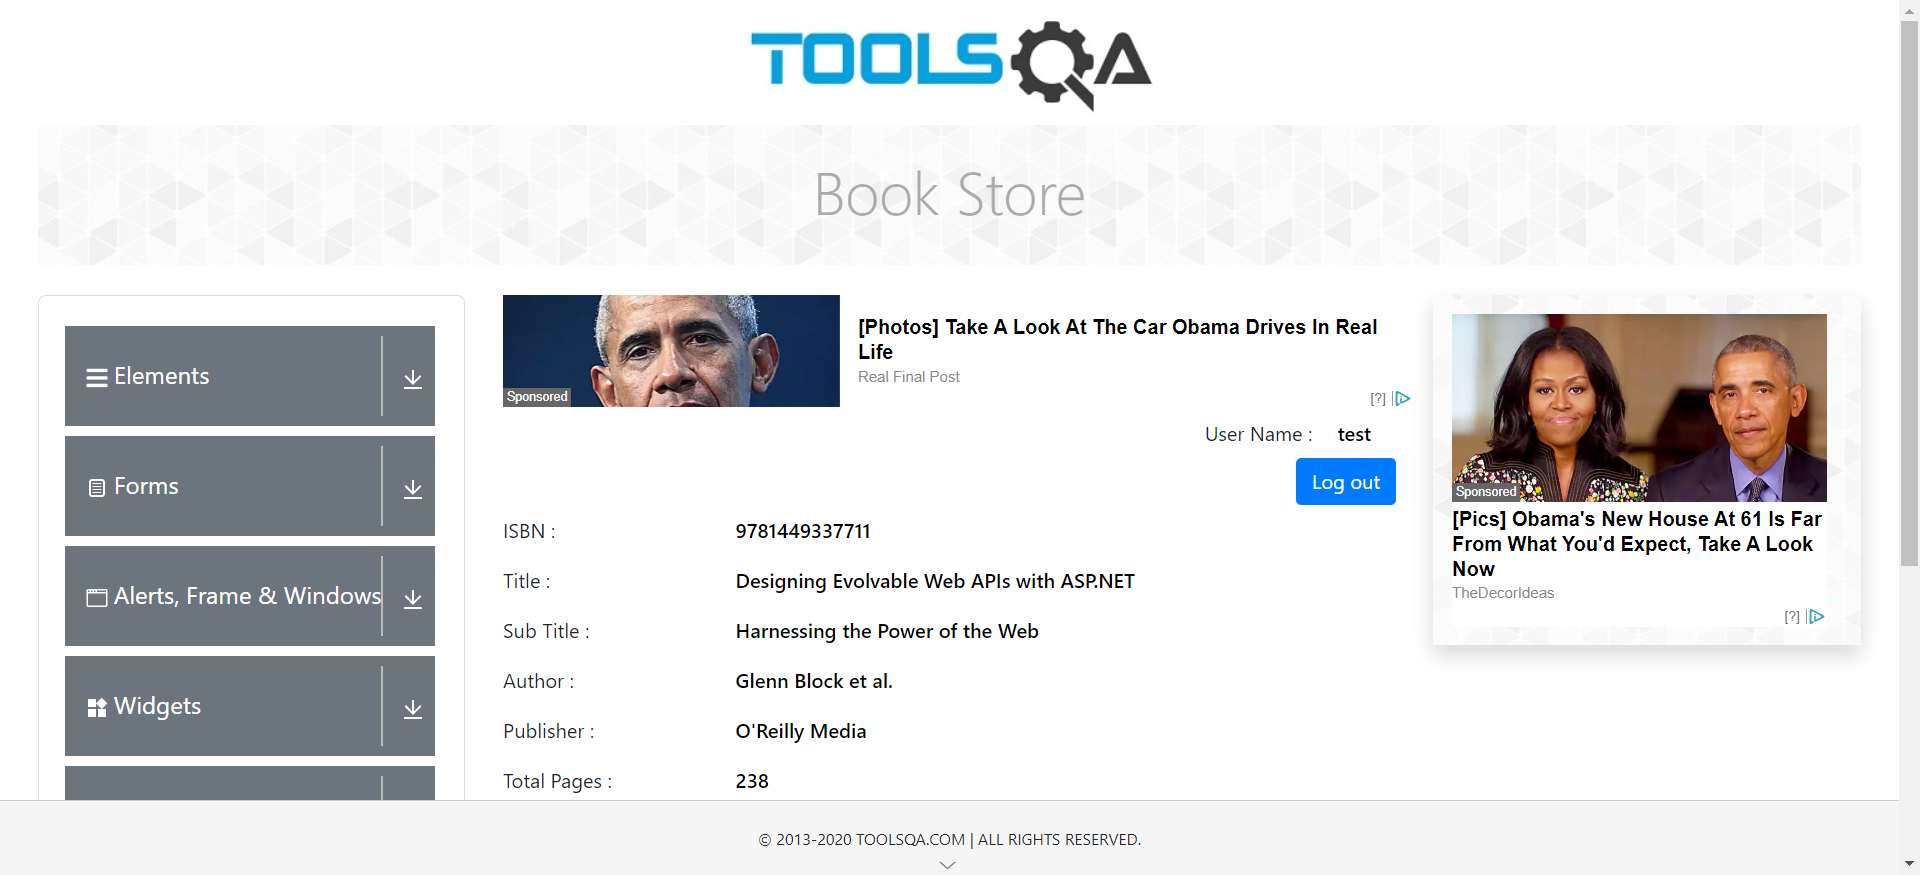 TOOLSQA
Book Store
Elements
Forms
Alerts, Frame & Windows
Widgets
Sponsored
[Photos] Take A Look At The Car Obama Drives In Real
Life
Real Final Post
[?]
User Name : test
Log out
ISBN : 9781449337711
Title : Designing Evolvable Web APIs with ASP.NET
Sub Title : Harnessing the Power of the Web
Author : Glenn Block et al.
Publisher : O'Reilly Media
Total Pages : 238
Sponsored
[Pics] Obama's New House At 61 Is Far
From What You'd Expect, Take A Look
Now
TheDecorIdeas
[?]
© 2013-2020 TOOLSQA.COM | ALL RIGHTS RESERVED.